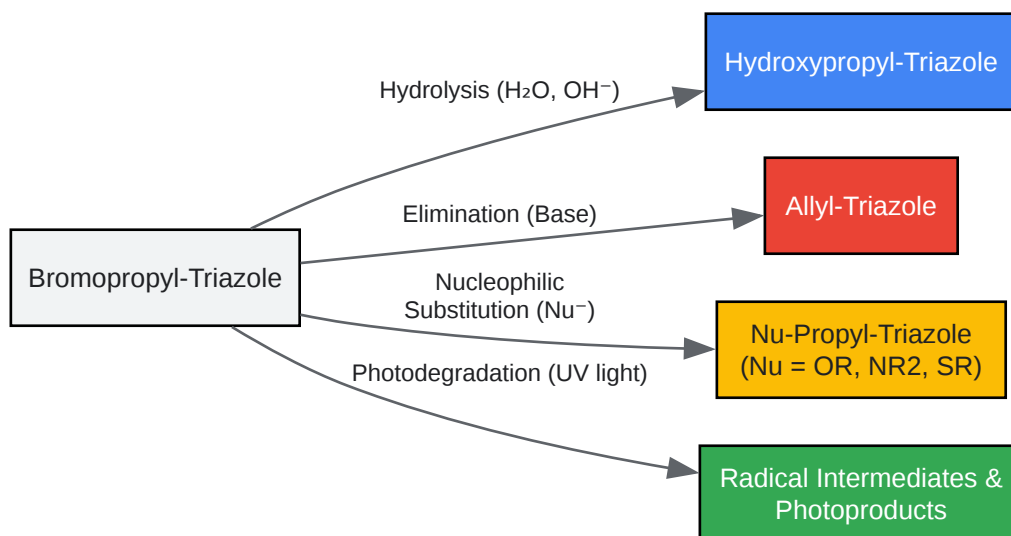 Hydroxypropyl-Triazole
Hydrolysis (H₂O, OH⁻)
Allyl-Triazole
Elimination (Base)
Bromopropyl-Triazole
Nucleophilic
Substitution (Nu⁻)
Nu-Propyl-Triazole
(Nu = OR, NR2, SR)
Photodegradation (UV light)
Radical Intermediates &
Photoproducts